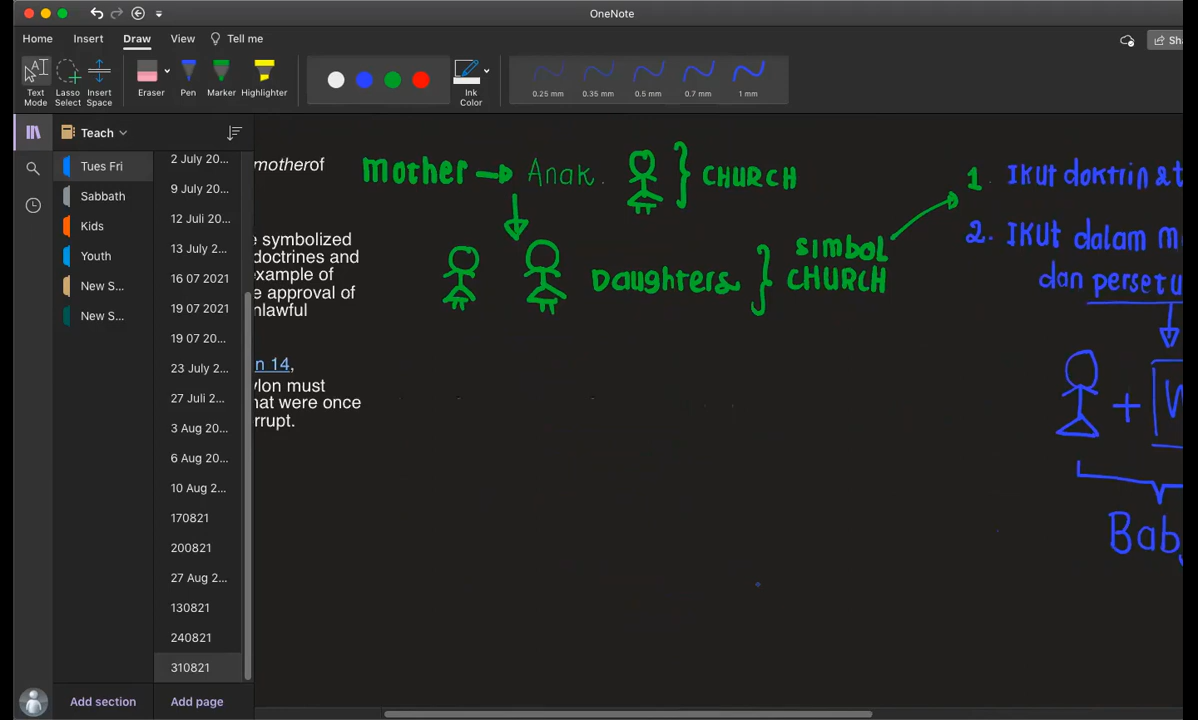 OneNote
Home Insert Draw View Tell me
Sha
Text Mode
Lasso Select
Insert Space
Eraser
Pen
Marker
Highlighter
Ink Color
0.25 mm
0.35 mm
0.5 mm
0.7 mm
1 mm
Teach
Tues Fri
Sabbath
Kids
Youth
New S...
New S...
2 July 20...
9 July 20...
12 Juli 20...
13 July 2...
16 07 2021
19 07 2021
19 07 20...
23 July 2...
27 Juli 2...
3 Aug 20...
6 Aug 20...
10 Aug 2...
170821
200821
27 Aug 2...
130821
240821
310821
Add section
Add page
motherof
e symbolized
doctrines and
example of
e approval of
nlawful
n 14,
ylon must
hat were once
rrupt.
Mother → Anak. } CHURCH
Daughters } SIMBOL
CHURCH
1. Ikut doktrin at
2. Ikut dalam m
dan persetu
+
Bab